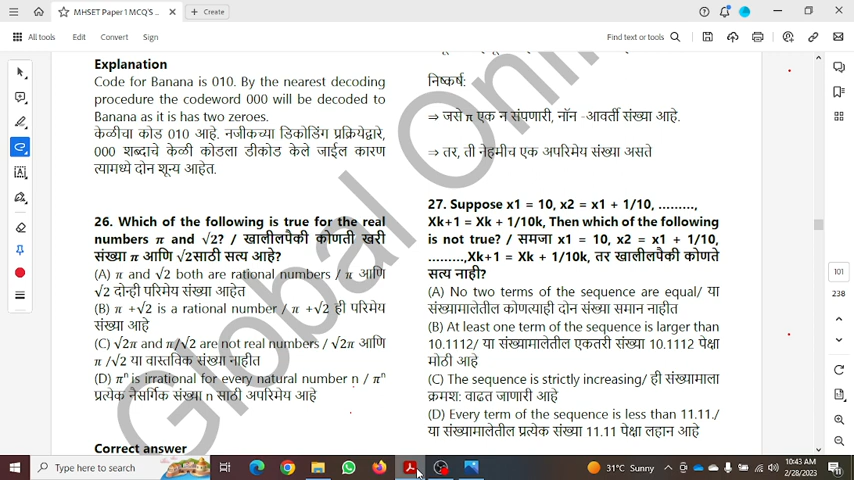 MHSET Paper 1 MCQ'S ...
Create
All tools
Edit
Convert
Sign
Find text or tools
Explanation
Code for Banana is 010. By the nearest decoding
procedure the codeword 000 will be decoded to
Banana as it is has two zeroes.
केळीचा कोड 010 आहे. नजीकच्या डिकोडिंग प्रक्रियेद्वारे,
000 शब्दाचे केळी कोडला डीकोड केले जाईल कारण
त्यामध्ये दोन शून्य आहेत.
26. Which of the following is true for the real
numbers π and √2? / खालीलपैकी कोणती खरी
संख्या π आणि √2साठी सत्य आहे?
(A) π and √2 both are rational numbers / π आणि
√2 दोन्ही परिमेय संख्या आहेत
(B) π +√2 is a rational number / π +√2 ही परिमेय
संख्या आहे
(C) √2π and π/√2 are not real numbers / √2π आणि
π /√2 या वास्तविक संख्या नाहीत
(D) πⁿ is irrational for every natural number n / πⁿ
प्रत्येक नैसर्गिक संख्या n साठी अपरिमेय आहे
Correct answer
निष्कर्ष:
⇒ जसे π एक न संपणारी, नॉन -आवर्ती संख्या आहे.
⇒ तर, ती नेहमीच एक अपरिमेय संख्या असते
27. Suppose x1 = 10, x2 = x1 + 1/10, .........,
Xk+1 = Xk + 1/10k, Then which of the following
is not true? / समजा x1 = 10, x2 = x1 + 1/10,
.........,Xk+1 = Xk + 1/10k, तर खालीलपैकी कोणते
सत्य नाही?
(A) No two terms of the sequence are equal/ या
संख्यामालेतील कोणत्याही दोन संख्या समान नाहीत
(B) At least one term of the sequence is larger than
10.1112/ या संख्यामालेतील एकतरी संख्या 10.1112 पेक्षा
मोठी आहे
(C) The sequence is strictly increasing/ ही संख्यामाला
क्रमशः वाढत जाणारी आहे
(D) Every term of the sequence is less than 11.11./
या संख्यामालेतील प्रत्येक संख्या 11.11 पेक्षा लहान आहे
Global Online
101
238
Type here to search
31°C Sunny
10:43 AM
2/28/2023
11